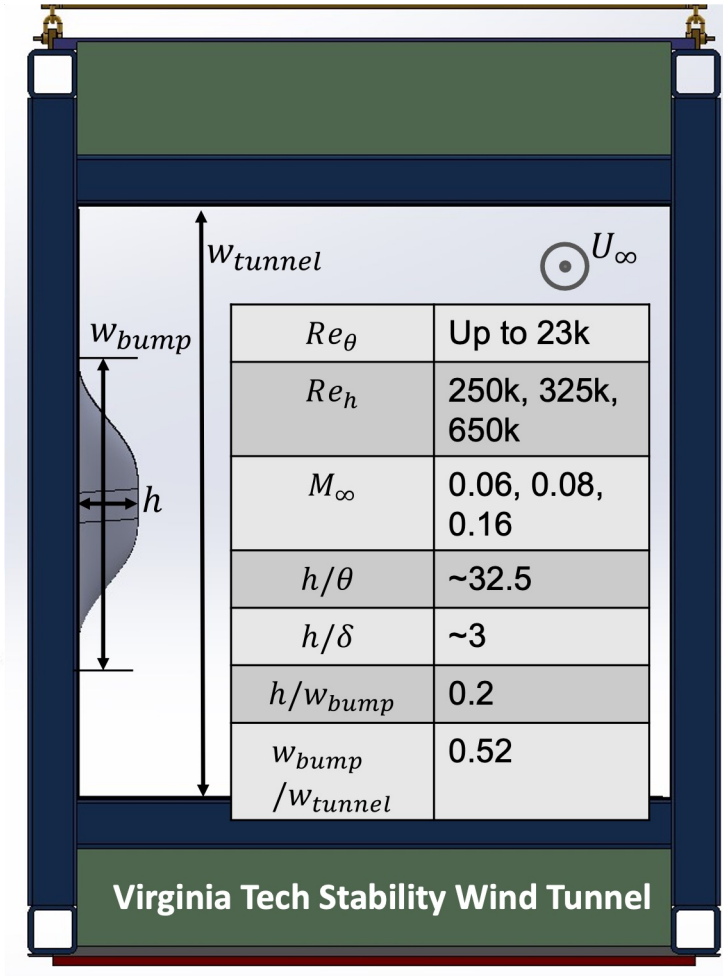 w_tunnel
U_∞
w_bump
h
Re_θ Up to 23k
Re_h 250k, 325k,
650k
M_∞ 0.06, 0.08,
0.16
h/θ ~32.5
h/δ ~3
h/w_bump 0.2
w_bump 0.52
/w_tunnel
Virginia Tech Stability Wind Tunnel